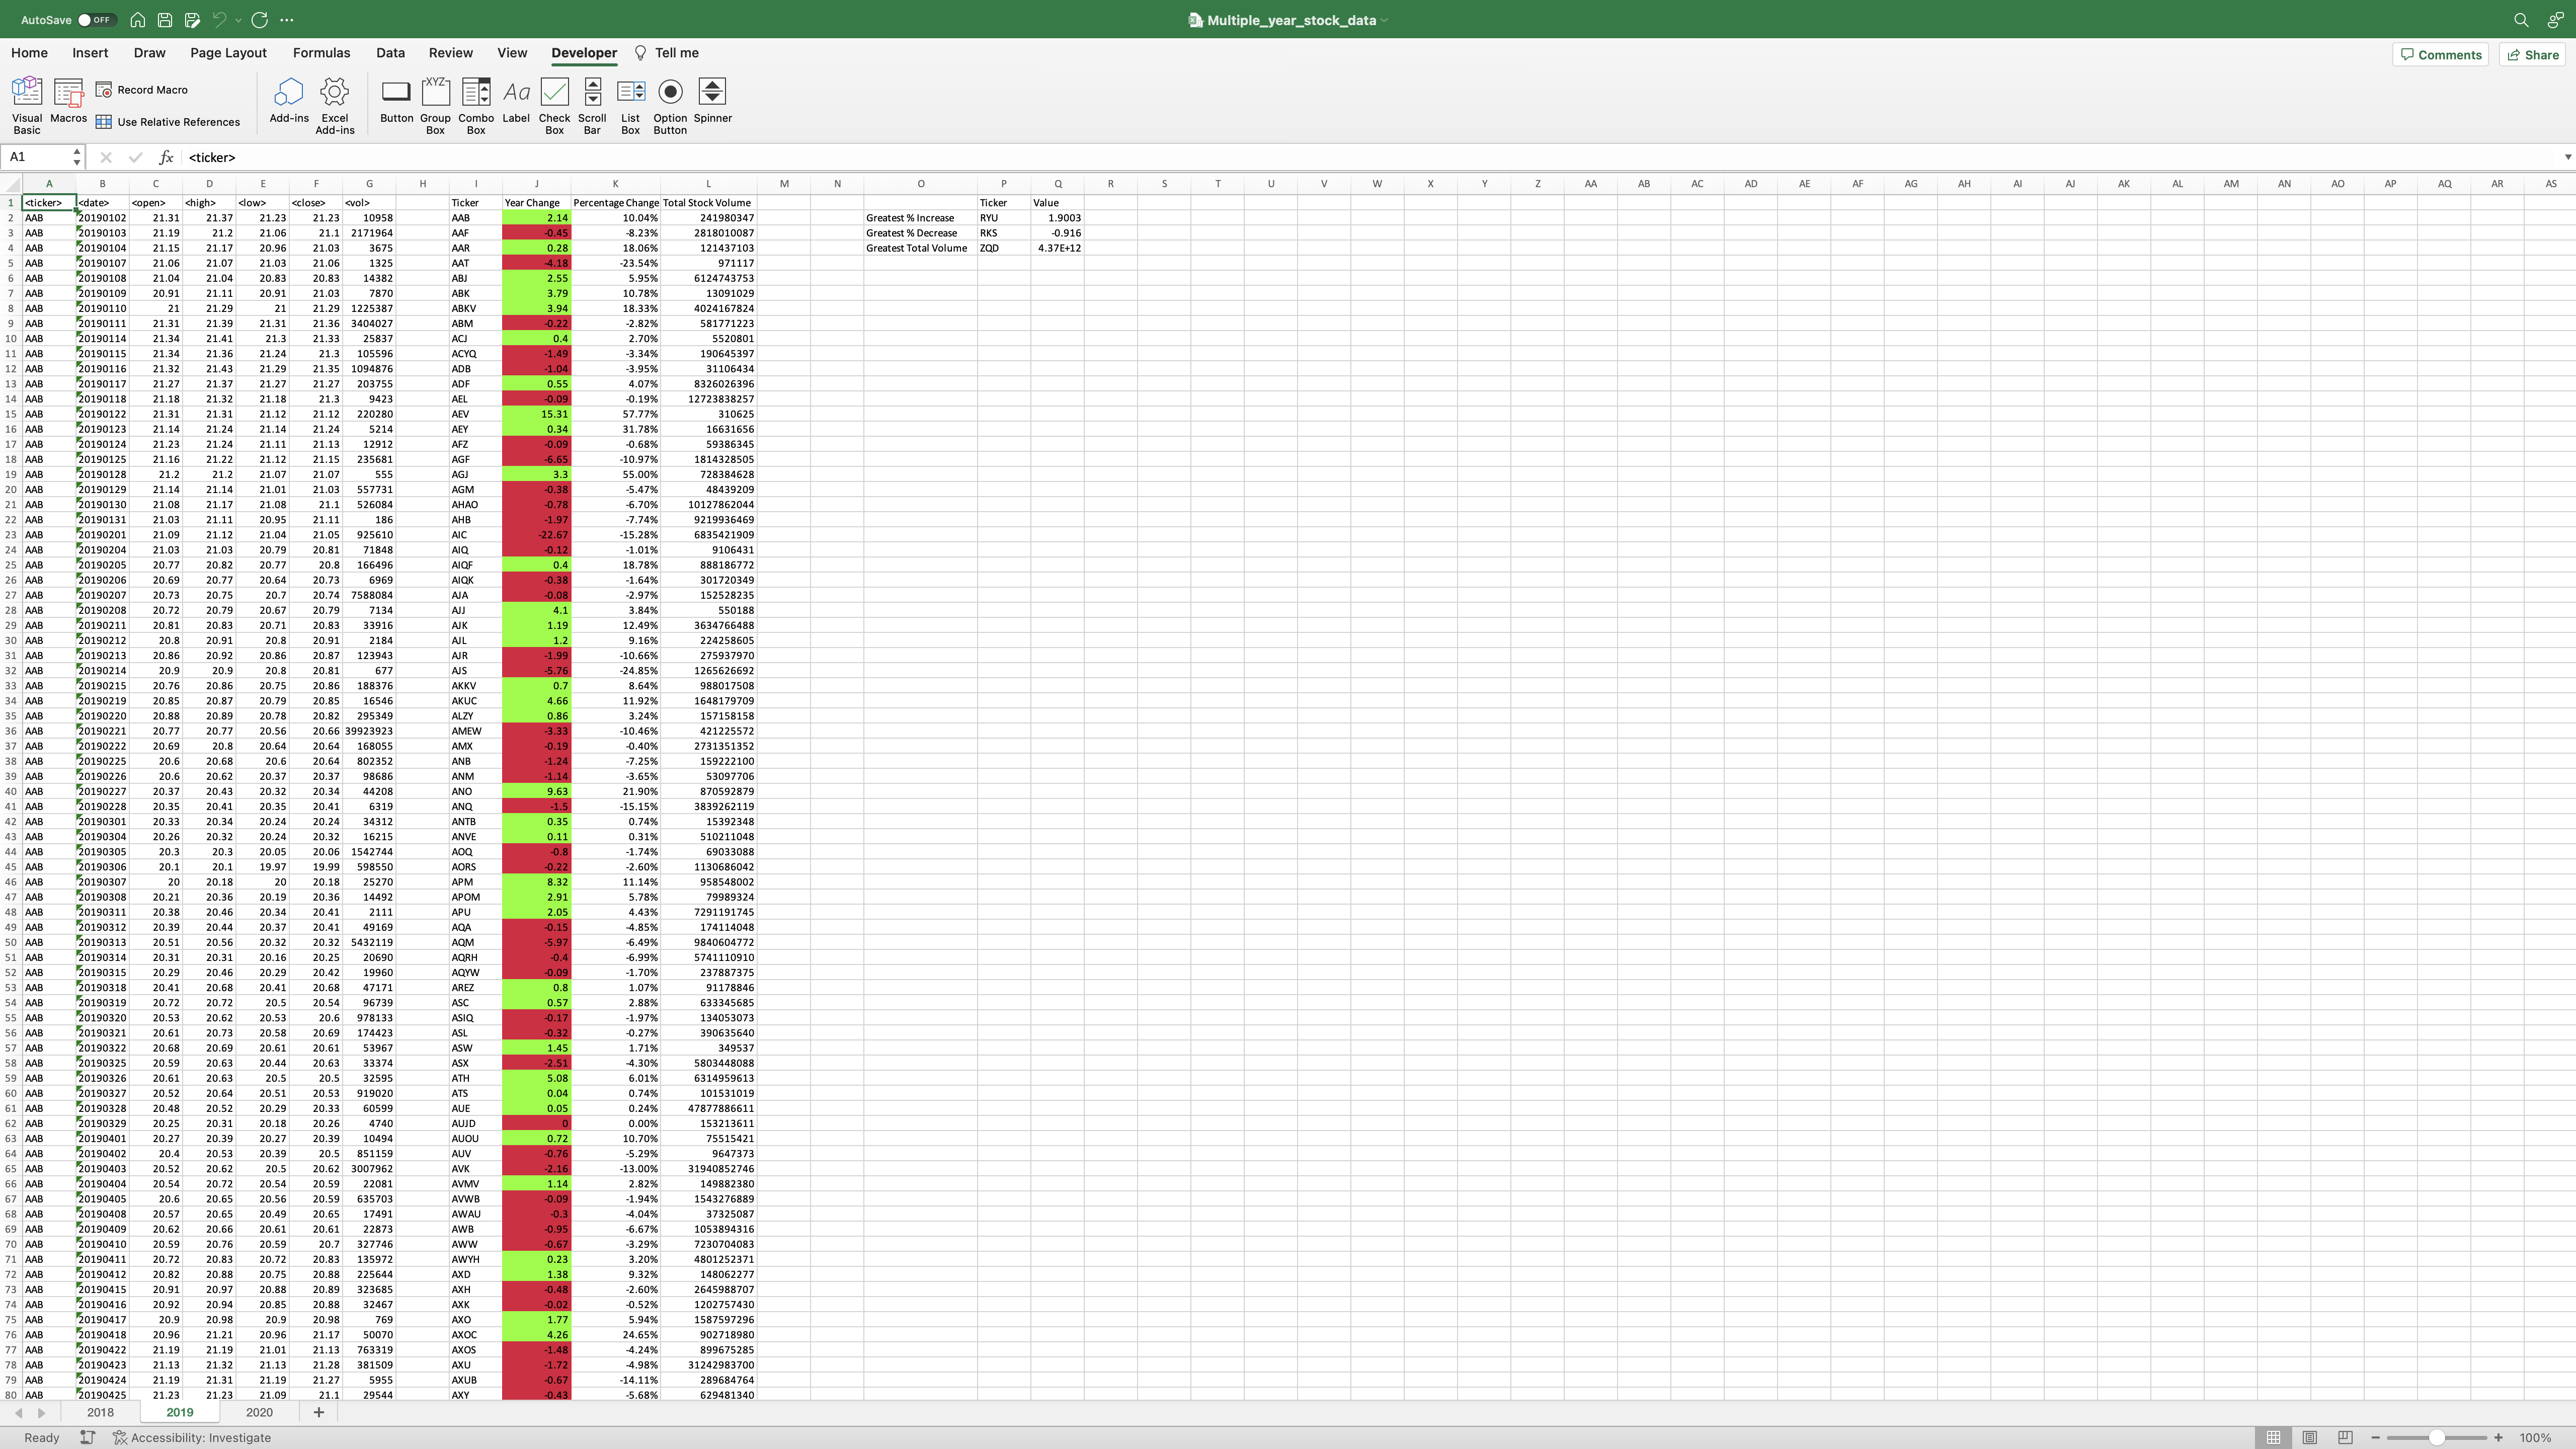 AutoSave OFF Multiple_year_stock_data
Home Insert Draw Page Layout Formulas Data Review View Developer Tell me Comments Share
Visual Basic Macros Record Macro Use Relative References Add-ins Excel Add-ins Button Group Box Combo Box Label Check Box Scroll Bar List Box Option Button Spinner
A1 fx <ticker>
A B C D E F G H I J K L M N O P Q R S T U V W X Y Z AA AB AC AD AE AF AG AH AI AJ AK AL AM AN AO AP AQ AR AS
1 <ticker> <date> <open> <high> <low> <close> <vol> Ticker Year Change Percentage Change Total Stock Volume Ticker Value
2 AAB 20190102 21.31 21.37 21.23 21.23 10958 AAB 2.14 10.04% 241980347 Greatest % Increase RYU 1.9003
3 AAB 20190103 21.19 21.2 21.06 21.1 2171964 AAF -0.45 -8.23% 2818010087 Greatest % Decrease RKS -0.916
4 AAB 20190104 21.15 21.17 20.96 21.03 3675 AAR 0.28 18.06% 121437103 Greatest Total Volume ZQD 4.37E+12
5 AAB 20190107 21.06 21.07 21.03 21.06 1325 AAT -4.18 -23.54% 971117
6 AAB 20190108 21.04 21.04 20.83 20.83 14382 ABJ 2.55 5.95% 6124743753
7 AAB 20190109 20.91 21.11 20.91 21.03 7870 ABK 3.79 10.78% 13091029
8 AAB 20190110 21 21.29 21 21.29 1225387 ABKV 3.94 18.33% 4024167824
9 AAB 20190111 21.31 21.39 21.31 21.36 3404027 ABM -0.22 -2.82% 581771223
10 AAB 20190114 21.34 21.41 21.3 21.33 25837 ACJ 0.4 2.70% 5520801
11 AAB 20190115 21.34 21.36 21.24 21.3 105596 ACYQ -1.49 -3.34% 190645397
12 AAB 20190116 21.32 21.43 21.29 21.35 1094876 ADB -1.04 -3.95% 31106434
13 AAB 20190117 21.27 21.37 21.27 21.27 203755 ADF 0.55 4.07% 8326026396
14 AAB 20190118 21.18 21.32 21.18 21.3 9423 AEL -0.09 -0.19% 12723838257
15 AAB 20190122 21.31 21.31 21.12 21.12 220280 AEV 15.31 57.77% 310625
16 AAB 20190123 21.14 21.24 21.14 21.24 5214 AEY 0.34 31.78% 16631656
17 AAB 20190124 21.23 21.24 21.11 21.13 12912 AFZ -0.09 -0.68% 59386345
18 AAB 20190125 21.16 21.22 21.12 21.15 235681 AGF -6.65 -10.97% 1814328505
19 AAB 20190128 21.2 21.2 21.07 21.07 555 AGJ 3.3 55.00% 728384628
20 AAB 20190129 21.14 21.14 21.01 21.03 557731 AGM -0.38 -5.47% 48439209
21 AAB 20190130 21.08 21.17 21.08 21.1 526084 AHAO -0.78 -6.70% 10127862044
22 AAB 20190131 21.03 21.11 20.95 21.11 186 AHB -1.97 -7.74% 9219936469
23 AAB 20190201 21.09 21.12 21.04 21.05 925610 AIC -22.67 -15.28% 6835421909
24 AAB 20190204 21.03 21.03 20.79 20.81 71848 AIQ -0.12 -1.01% 9106431
25 AAB 20190205 20.77 20.82 20.77 20.8 166496 AIQF 0.4 18.78% 888186772
26 AAB 20190206 20.69 20.77 20.64 20.73 6969 AIQK -0.38 -1.64% 301720349
27 AAB 20190207 20.73 20.75 20.7 20.74 7588084 AJA -0.08 -2.97% 152528235
28 AAB 20190208 20.72 20.79 20.67 20.79 7134 AJJ 4.1 3.84% 550188
29 AAB 20190211 20.81 20.83 20.71 20.83 33916 AJK 1.19 12.49% 3634766488
30 AAB 20190212 20.8 20.91 20.8 20.91 2184 AJL 1.2 9.16% 224258605
31 AAB 20190213 20.86 20.92 20.86 20.87 123943 AJR -1.99 -10.66% 275937970
32 AAB 20190214 20.9 20.9 20.8 20.81 677 AJS -5.76 -24.85% 1265626692
33 AAB 20190215 20.76 20.86 20.75 20.86 188376 AKKV 0.7 8.64% 988017508
34 AAB 20190219 20.85 20.87 20.79 20.85 16546 AKUC 4.66 11.92% 1648179709
35 AAB 20190220 20.88 20.89 20.78 20.82 295349 ALZY 0.86 3.24% 157158158
36 AAB 20190221 20.77 20.77 20.56 20.66 39923923 AMEW -3.33 -10.46% 421225572
37 AAB 20190222 20.69 20.8 20.64 20.64 168055 AMX -0.19 -0.40% 2731351352
38 AAB 20190225 20.6 20.68 20.6 20.64 802352 ANB -1.24 -7.25% 159222100
39 AAB 20190226 20.6 20.62 20.37 20.37 98686 ANM -1.14 -3.65% 53097706
40 AAB 20190227 20.37 20.43 20.32 20.34 44208 ANO 9.63 21.90% 870592879
41 AAB 20190228 20.35 20.41 20.35 20.41 6319 ANQ -1.5 -15.15% 3839262119
42 AAB 20190301 20.33 20.34 20.24 20.24 34312 ANTB 0.35 0.74% 15392348
43 AAB 20190304 20.26 20.32 20.24 20.32 16215 ANVE 0.11 0.31% 510211048
44 AAB 20190305 20.3 20.3 20.05 20.06 1542744 AOQ -0.8 -1.74% 69033088
45 AAB 20190306 20.1 20.1 19.97 19.99 598550 AORS -0.22 -2.60% 1130686042
46 AAB 20190307 20 20.18 20 20.18 25270 APM 8.32 11.14% 958548002
47 AAB 20190308 20.21 20.36 20.19 20.36 14492 APOM 2.91 5.78% 79989324
48 AAB 20190311 20.38 20.46 20.34 20.41 2111 APU 2.05 4.43% 7291191745
49 AAB 20190312 20.39 20.44 20.37 20.41 49169 AQA -0.15 -4.85% 174114048
50 AAB 20190313 20.51 20.56 20.32 20.32 5432119 AQM -5.97 -6.49% 9840604772
51 AAB 20190314 20.31 20.31 20.16 20.25 20690 AQRH -0.4 -6.99% 5741110910
52 AAB 20190315 20.29 20.46 20.29 20.42 19960 AQYW -0.09 -1.70% 237887375
53 AAB 20190318 20.41 20.68 20.41 20.68 47171 AREZ 0.8 1.07% 91178846
54 AAB 20190319 20.72 20.72 20.5 20.54 96739 ASC 0.57 2.88% 633345685
55 AAB 20190320 20.53 20.62 20.53 20.6 978133 ASIQ -0.17 -1.97% 134053073
56 AAB 20190321 20.61 20.73 20.58 20.69 174423 ASL -0.32 -0.27% 390635640
57 AAB 20190322 20.68 20.69 20.61 20.61 53967 ASW 1.45 1.71% 349537
58 AAB 20190325 20.59 20.63 20.44 20.63 33374 ASX -2.51 -4.30% 5803448088
59 AAB 20190326 20.61 20.63 20.5 20.5 32595 ATH 5.08 6.01% 6314959613
60 AAB 20190327 20.52 20.64 20.51 20.53 919020 ATS 0.04 0.74% 101531019
61 AAB 20190328 20.48 20.52 20.29 20.33 60599 AUE 0.05 0.24% 47877886611
62 AAB 20190329 20.25 20.31 20.18 20.26 4740 AUJD 0 0.00% 153213611
63 AAB 20190401 20.27 20.39 20.27 20.39 10494 AUOU 0.72 10.70% 75515421
64 AAB 20190402 20.4 20.53 20.39 20.5 851159 AUV -0.76 -5.29% 9647373
65 AAB 20190403 20.52 20.62 20.5 20.62 3007962 AVK -2.16 -13.00% 31940852746
66 AAB 20190404 20.54 20.72 20.54 20.59 22081 AVMV 1.14 2.82% 149882380
67 AAB 20190405 20.6 20.65 20.56 20.59 635703 AVWB -0.09 -1.94% 1543276889
68 AAB 20190408 20.57 20.65 20.49 20.65 17491 AWAU -0.3 -4.04% 37325087
69 AAB 20190409 20.62 20.66 20.61 20.61 22873 AWB -0.95 -6.67% 1053894316
70 AAB 20190410 20.59 20.76 20.59 20.7 327746 AWW -0.67 -3.29% 7230704083
71 AAB 20190411 20.72 20.83 20.72 20.83 135972 AWYH 0.23 3.20% 4801252371
72 AAB 20190412 20.82 20.88 20.75 20.88 225644 AXD 1.38 9.32% 148062277
73 AAB 20190415 20.91 20.97 20.88 20.89 323685 AXH -0.48 -2.60% 2645988707
74 AAB 20190416 20.92 20.94 20.85 20.88 32467 AXK -0.02 -0.52% 1202757430
75 AAB 20190417 20.9 20.98 20.9 20.98 769 AXO 1.77 5.94% 1587597296
76 AAB 20190418 20.96 21.21 20.96 21.17 50070 AXOC 4.26 24.65% 902718980
77 AAB 20190422 21.19 21.19 21.01 21.13 763319 AXOS -1.48 -4.24% 899675285
78 AAB 20190423 21.13 21.32 21.13 21.28 381509 AXU -1.72 -4.98% 31242983700
79 AAB 20190424 21.19 21.31 21.19 21.27 5955 AXUB -0.67 -14.11% 289684764
80 AAB 20190425 21.23 21.23 21.09 21.1 29544 AXY -0.43 -5.68% 629481340
2018 2019 2020 +
Ready Accessibility: Investigate 100%